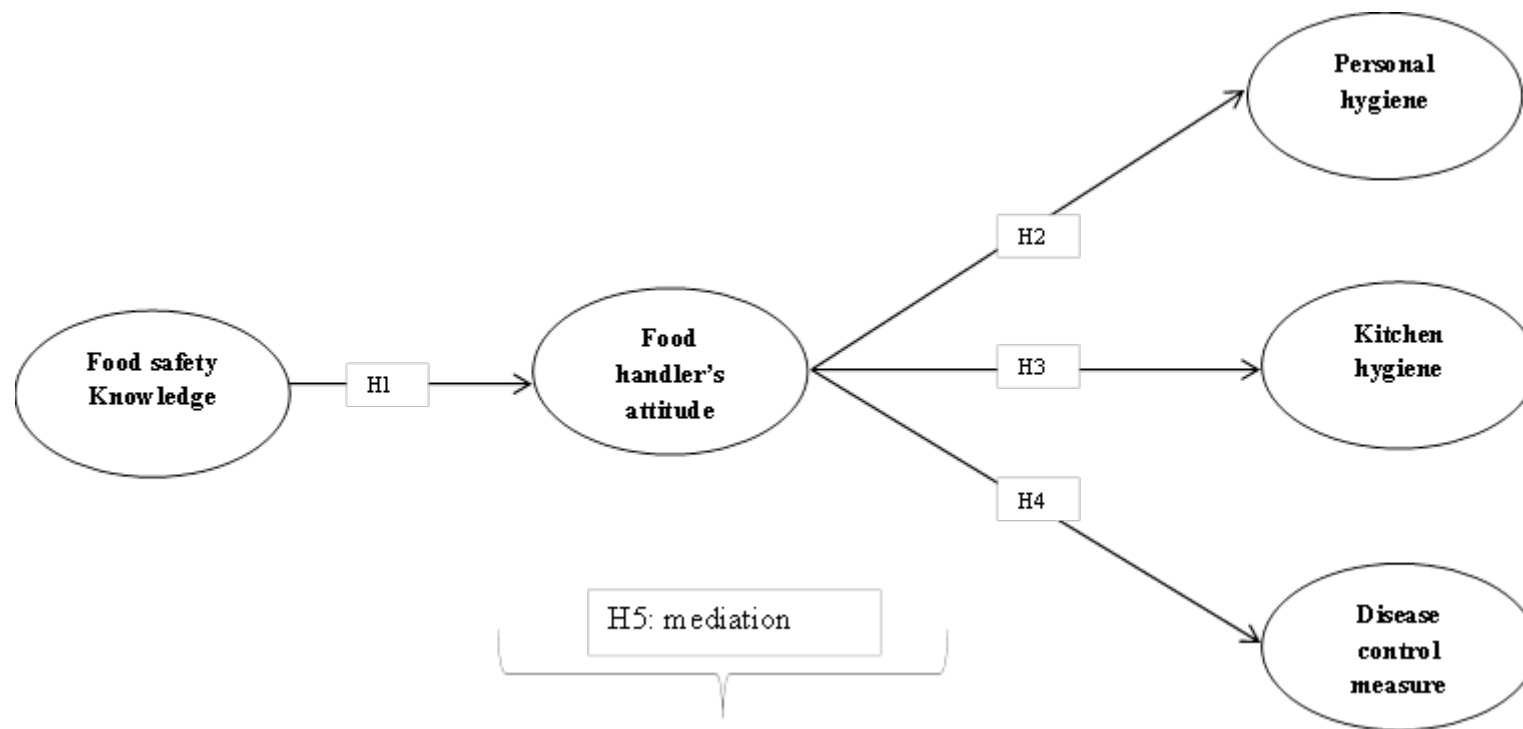 Personal
hygiene
H2
Food safety
Knowledge
H1
Food
handler's
attitude
H3
Kitchen
hygiene
H4
H5: mediation
Disease
control
measure